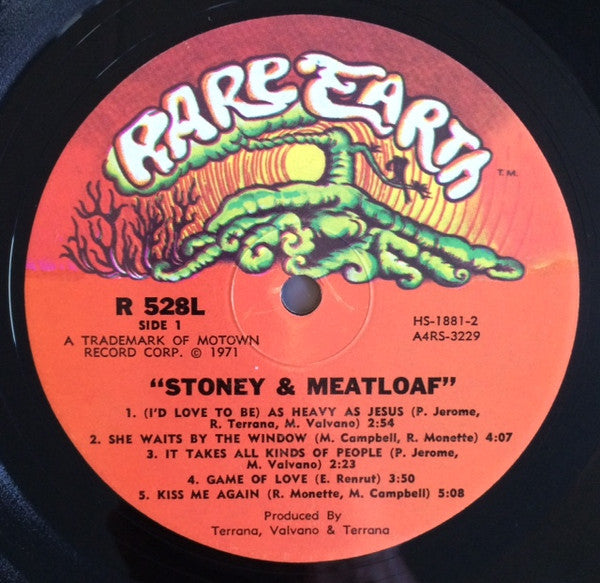 RARE EARTH
T.M.
R 528L
SIDE 1
A TRADEMARK OF MOTOWN
RECORD CORP. © 1971
HS-1881-2
A4RS-3229
"STONEY & MEATLOAF"
1. (I'D LOVE TO BE) AS HEAVY AS JESUS (P. Jerome,
R. Terrana, M. Valvano) 2:54
2. SHE WAITS BY THE WINDOW (M. Campbell, R. Monette) 4:07
3. IT TAKES ALL KINDS OF PEOPLE (P. Jerome,
M. Valvano) 2:23
4. GAME OF LOVE (E. Renrut) 3:50
5. KISS ME AGAIN (R. Monette, M. Campbell) 5:08
Produced By
Terrana, Valvano & Terrana